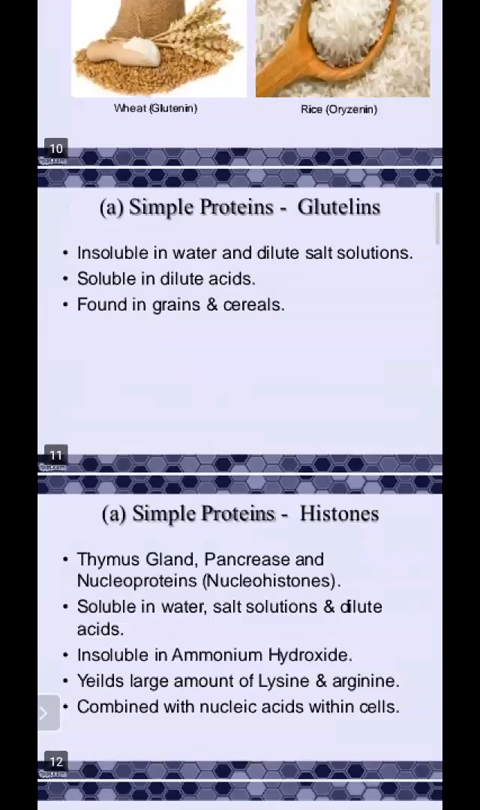 Wheat (Glutenin)
Rice (Oryzenin)
10
(a) Simple Proteins - Glutelins
• Insoluble in water and dilute salt solutions.
• Soluble in dilute acids.
• Found in grains & cereals.
11
(a) Simple Proteins - Histones
• Thymus Gland, Pancrease and
Nucleoproteins (Nucleohistones).
• Soluble in water, salt solutions & dilute
acids.
• Insoluble in Ammonium Hydroxide.
• Yeilds large amount of Lysine & arginine.
• Combined with nucleic acids within cells.
12